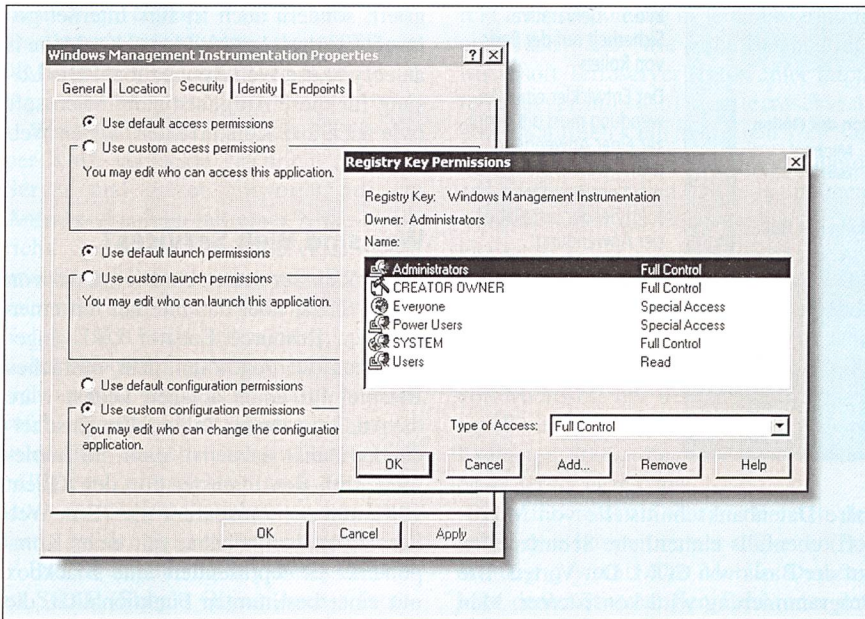 Windows Management Instrumentation Properties
General Location Security Identity Endpoints
Use default access permissions
Use custom access permissions
You may edit who can access this application.
Use default launch permissions
Use custom launch permissions
You may edit who can launch this application.
Use default configuration permissions
Use custom configuration permissions
You may edit who can change the configuration
application.
OK Cancel Apply
Registry Key Permissions
Registry Key: Windows Management Instrumentation
Owner: Administrators
Name:
Administrators Full Control
CREATOR OWNER Full Control
Everyone Special Access
Power Users Special Access
SYSTEM Full Control
Users Read
Type of Access: Full Control
OK Cancel Add... Remove Help